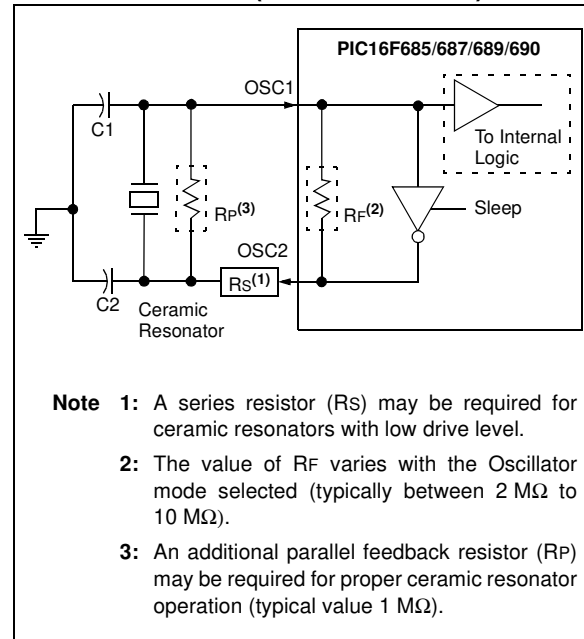 PIC16F685/687/689/690
OSC1
C1
To Internal
Logic
RP(3)
RF(2)
Sleep
OSC2
RS(1)
C2
Ceramic
Resonator
Note 1: A series resistor (RS) may be required for
ceramic resonators with low drive level.
2: The value of RF varies with the Oscillator
mode selected (typically between 2 MΩ to
10 MΩ).
3: An additional parallel feedback resistor (RP)
may be required for proper ceramic resonator
operation (typical value 1 MΩ).